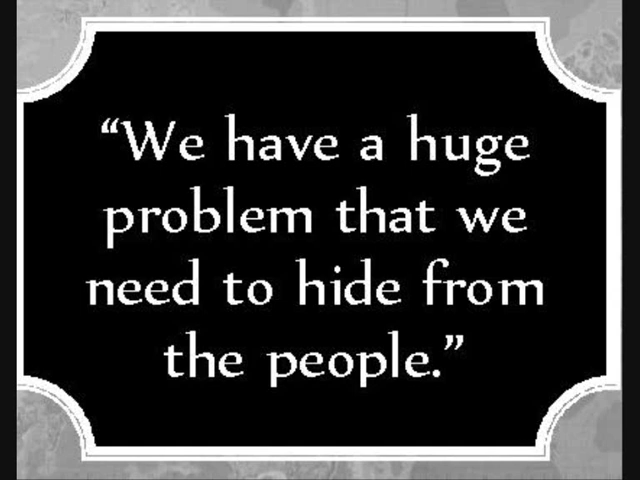 “We have a huge
problem that we
need to hide from
the people.”